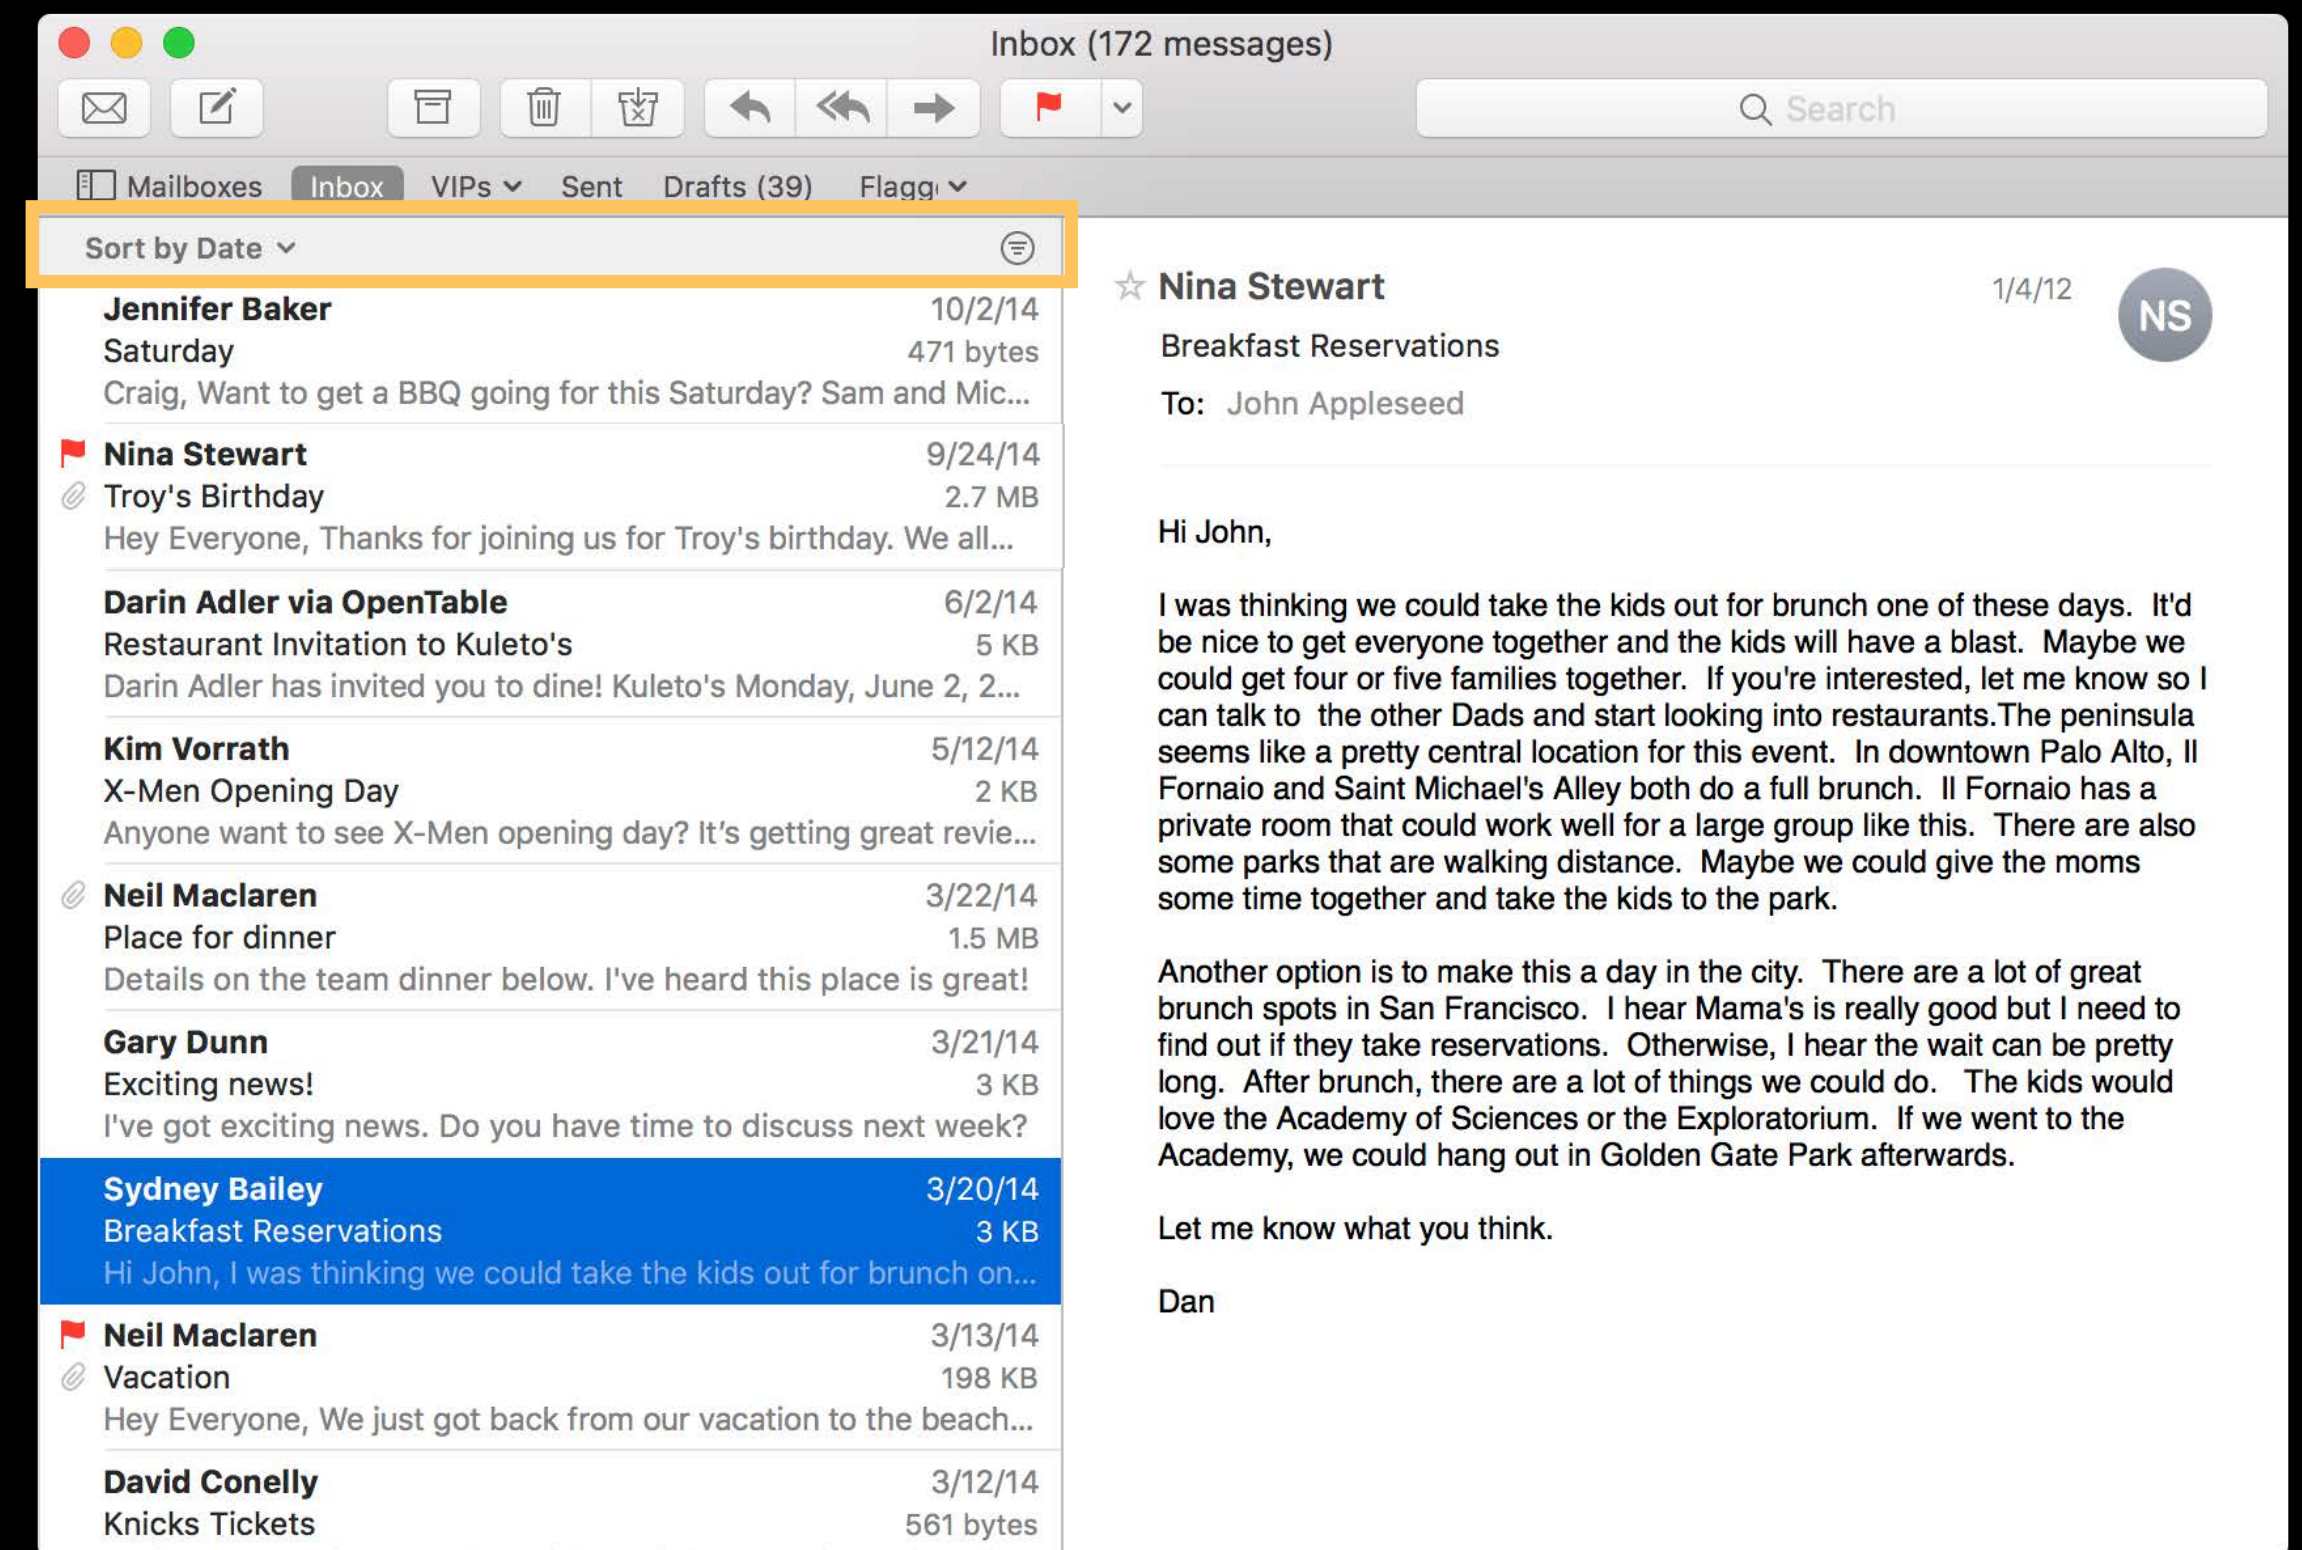 Inbox (172 messages)
Search
Mailboxes Inbox VIPs Sent Drafts (39) Flagg
Sort by Date
Jennifer Baker 10/2/14
Saturday 471 bytes
Craig, Want to get a BBQ going for this Saturday? Sam and Mic...
Nina Stewart 9/24/14
Troy's Birthday 2.7 MB
Hey Everyone, Thanks for joining us for Troy's birthday. We all...
Darin Adler via OpenTable 6/2/14
Restaurant Invitation to Kuleto's 5 KB
Darin Adler has invited you to dine! Kuleto's Monday, June 2, 2...
Kim Vorrath 5/12/14
X-Men Opening Day 2 KB
Anyone want to see X-Men opening day? It’s getting great revie...
Neil Maclaren 3/22/14
Place for dinner 1.5 MB
Details on the team dinner below. I've heard this place is great!
Gary Dunn 3/21/14
Exciting news! 3 KB
I've got exciting news. Do you have time to discuss next week?
Sydney Bailey 3/20/14
Breakfast Reservations 3 KB
Hi John, I was thinking we could take the kids out for brunch on...
Neil Maclaren 3/13/14
Vacation 198 KB
Hey Everyone, We just got back from our vacation to the beach...
David Conelly 3/12/14
Knicks Tickets 561 bytes
Nina Stewart 1/4/12
NS
Breakfast Reservations
To: John Appleseed
Hi John,
I was thinking we could take the kids out for brunch one of these days. It'd
be nice to get everyone together and the kids will have a blast. Maybe we
could get four or five families together. If you're interested, let me know so I
can talk to the other Dads and start looking into restaurants.The peninsula
seems like a pretty central location for this event. In downtown Palo Alto, Il
Fornaio and Saint Michael's Alley both do a full brunch. Il Fornaio has a
private room that could work well for a large group like this. There are also
some parks that are walking distance. Maybe we could give the moms
some time together and take the kids to the park.
Another option is to make this a day in the city. There are a lot of great
brunch spots in San Francisco. I hear Mama's is really good but I need to
find out if they take reservations. Otherwise, I hear the wait can be pretty
long. After brunch, there are a lot of things we could do. The kids would
love the Academy of Sciences or the Exploratorium. If we went to the
Academy, we could hang out in Golden Gate Park afterwards.
Let me know what you think.
Dan